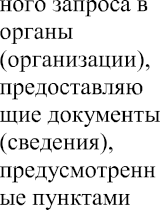 ного запроса в
органы
(организации),
предоставляю
щие документы
(сведения),
предусмотренн
ые пунктами